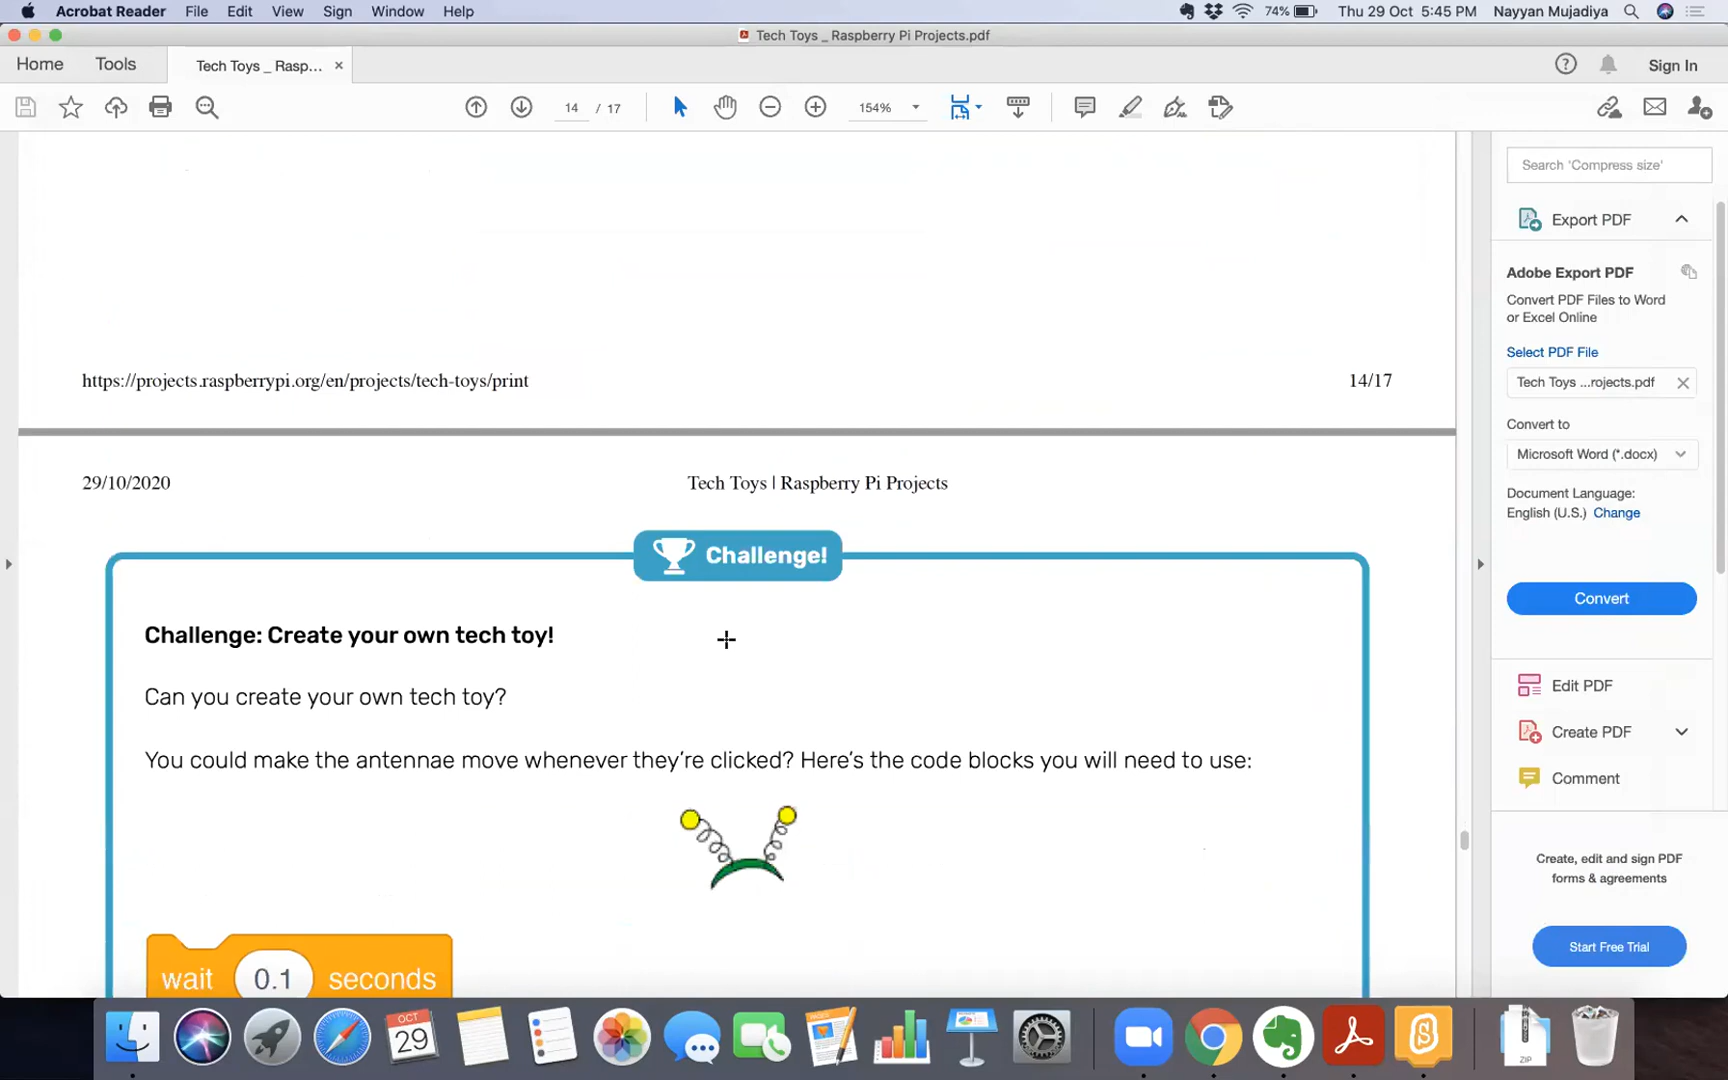 Acrobat Reader File Edit View Sign Window Help 74% Thu 29 Oct 5:45 PM Nayyan Mujadiya
Tech Toys _ Raspberry Pi Projects.pdf
Home Tools Tech Toys _ Rasp... × Sign In
14 / 17 154%
Search 'Compress size'
Export PDF
Adobe Export PDF
Convert PDF Files to Word
or Excel Online
Select PDF File
Tech Toys ...rojects.pdf
Convert to
Microsoft Word (*.docx)
Document Language:
English (U.S.) Change
Convert
Edit PDF
Create PDF
Comment
Create, edit and sign PDF
forms & agreements
Start Free Trial
https://projects.raspberrypi.org/en/projects/tech-toys/print 14/17
29/10/2020 Tech Toys | Raspberry Pi Projects
Challenge!
Challenge: Create your own tech toy!
Can you create your own tech toy?
You could make the antennae move whenever they're clicked? Here's the code blocks you will need to use:
wait 0.1 seconds
OCT
29
ZIP